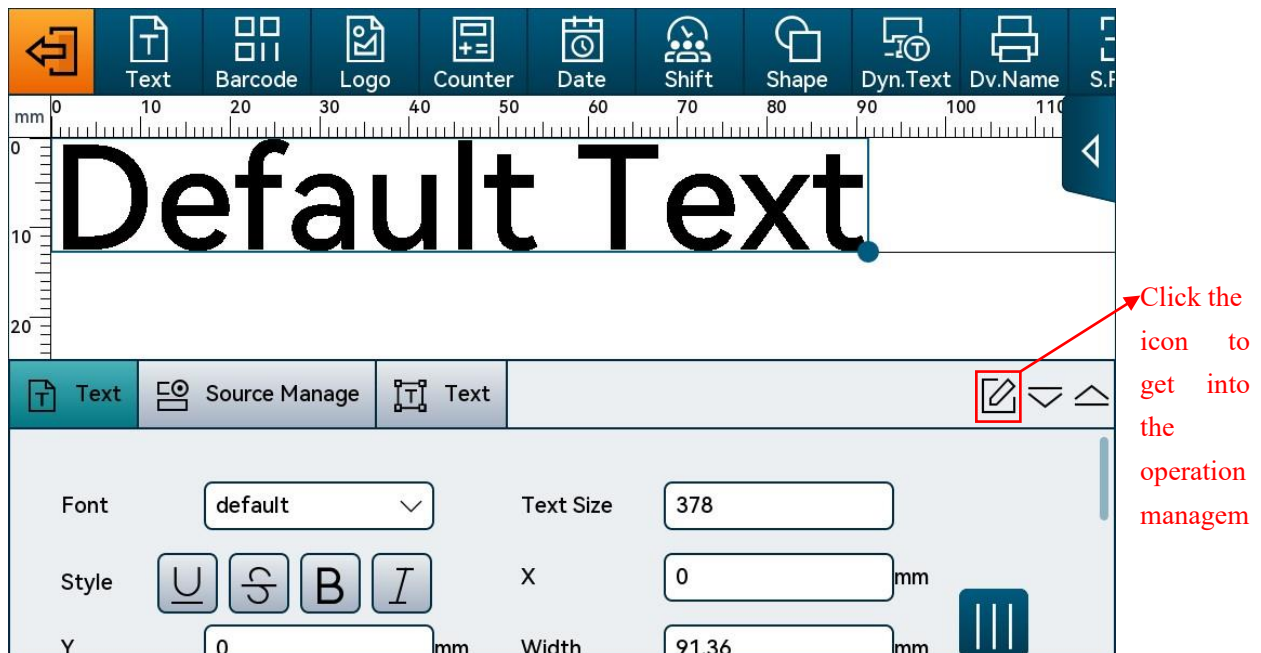 Text Barcode Logo Counter Date Shift Shape Dyn.Text Dv.Name
mm 0 10 20 30 40 50 60 70 80 90 100 110
0
Default Text
10
20
Text Source Manage Text
Font default Text Size 378
Style U S B I X 0 mm
Y 0 mm Width 91.36 mm
Click the
icon to
get into
the
operation
managem